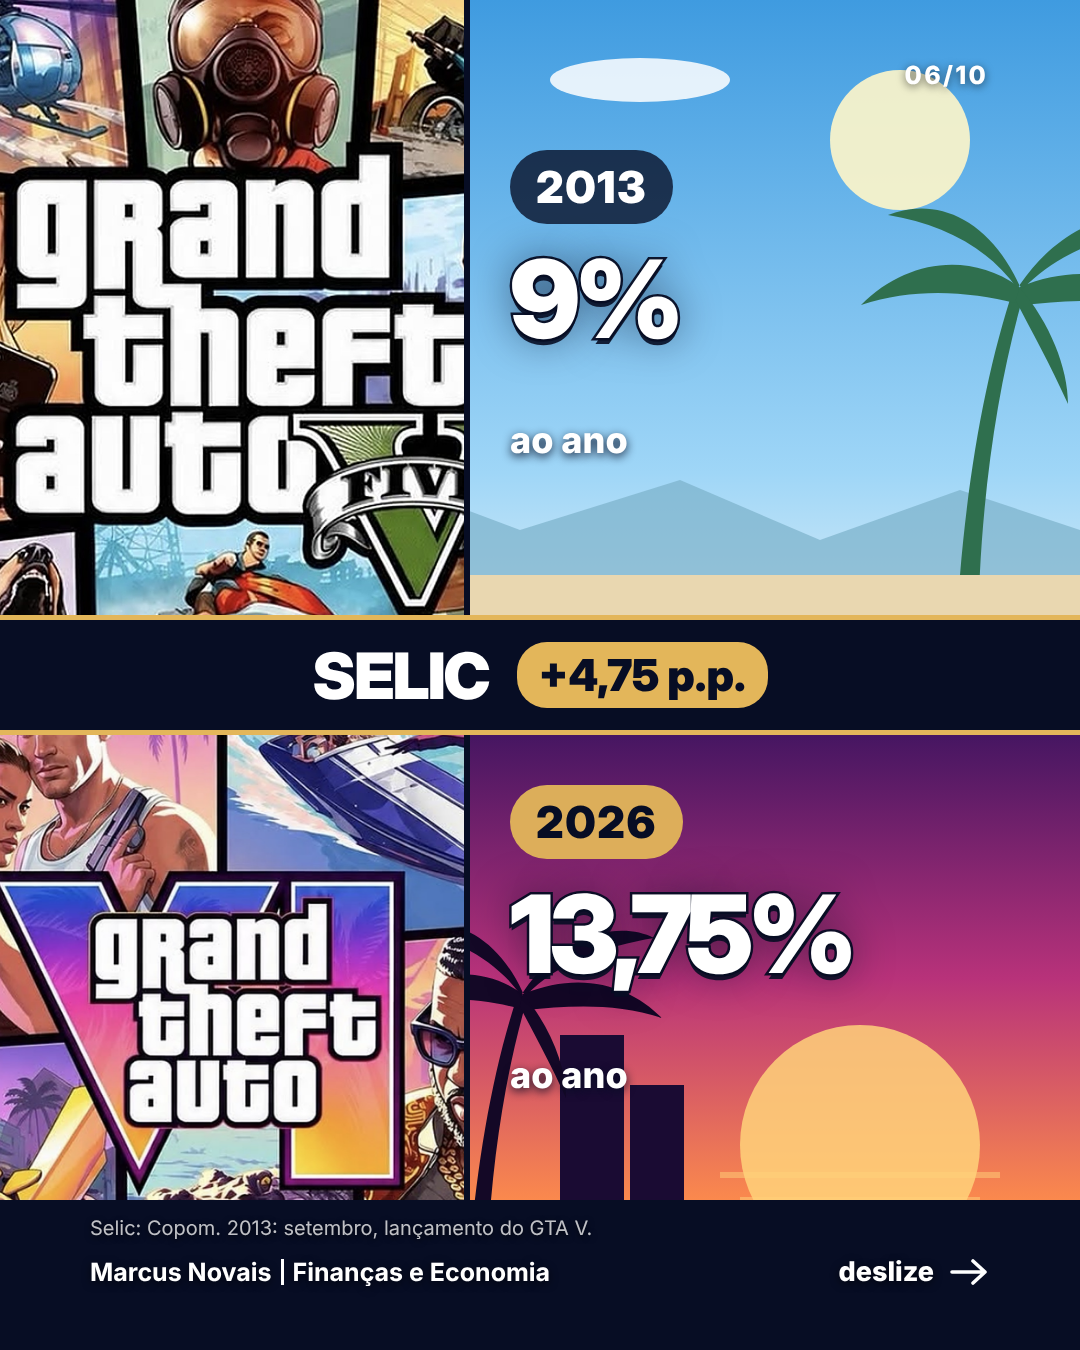 06/10
grand
theft
auto
FIVE
2013
9%
ao ano
SELIC +4,75 p.p.
VI
grand
theft
auto
2026
13,75%
ao ano
Selic: Copom. 2013: setembro, lançamento do GTA V.
Marcus Novais | Finanças e Economia
deslize →